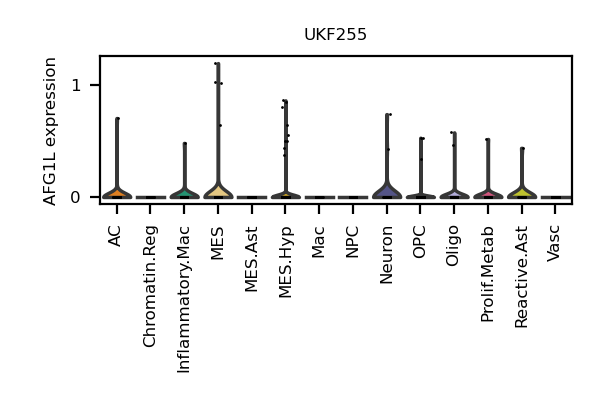 UKF255
AFG1L expression
1
0
AC
Chromatin.Reg
Inflammatory.Mac
MES
MES.Ast
MES.Hyp
Mac
NPC
Neuron
OPC
Oligo
Prolif.Metab
Reactive.Ast
Vasc